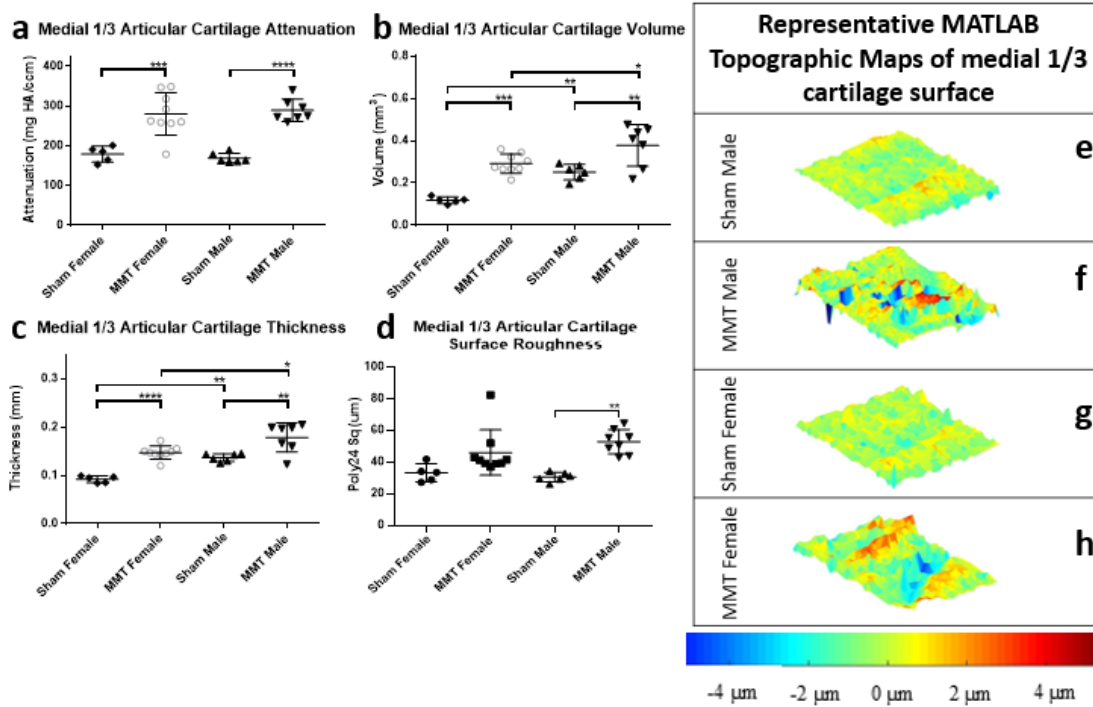 a Medial 1/3 Articular Cartilage Attenuation
Attenuation (mg HA/ccm)
400
300
200
100
0
***
****
Sham Female
MMT Female
Sham Male
MMT Male
b Medial 1/3 Articular Cartilage Volume
Volume (mm³)
0.8
0.6
0.4
0.2
0.0
*
**
***
**
Sham Female
MMT Female
Sham Male
MMT Male
c Medial 1/3 Articular Cartilage Thickness
Thickness (mm)
0.3
0.2
0.1
0.0
*
**
****
**
Sham Female
MMT Female
Sham Male
MMT Male
d Medial 1/3 Articular Cartilage
Surface Roughness
Poly24 Sq (um)
100
80
60
40
20
0
**
Sham Female
MMT Female
Sham Male
MMT Male
Representative MATLAB
Topographic Maps of medial 1/3
cartilage surface
Sham Male
e
MMT Male
f
Sham Female
g
MMT Female
h
-4 µm -2 µm 0 µm 2 µm 4 µm